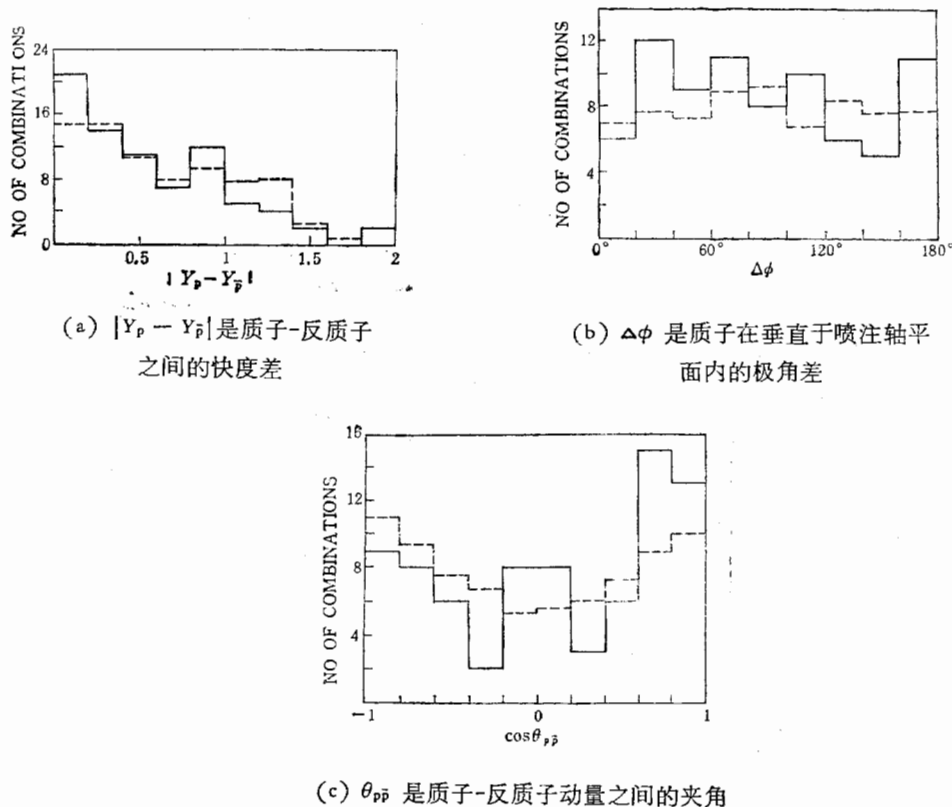 NO OF COMBINATIONS
24
16
8
0
0.5
1
1.5
2
|Yₚ−Yₚ̄|
(a) |Yₚ − Yₚ̄|是质子-反质子
之间的快度差
NO OF COMBINATIONS
12
8
4
0°
60°
120°
180°
Δϕ
(b) Δϕ 是质子在垂直于喷注轴平
面内的极角差
NO OF COMBINATIONS
16
12
8
4
−1
0
1
cosθₚₚ̄
(c) θₚₚ̄ 是质子-反质子动量之间的夹角